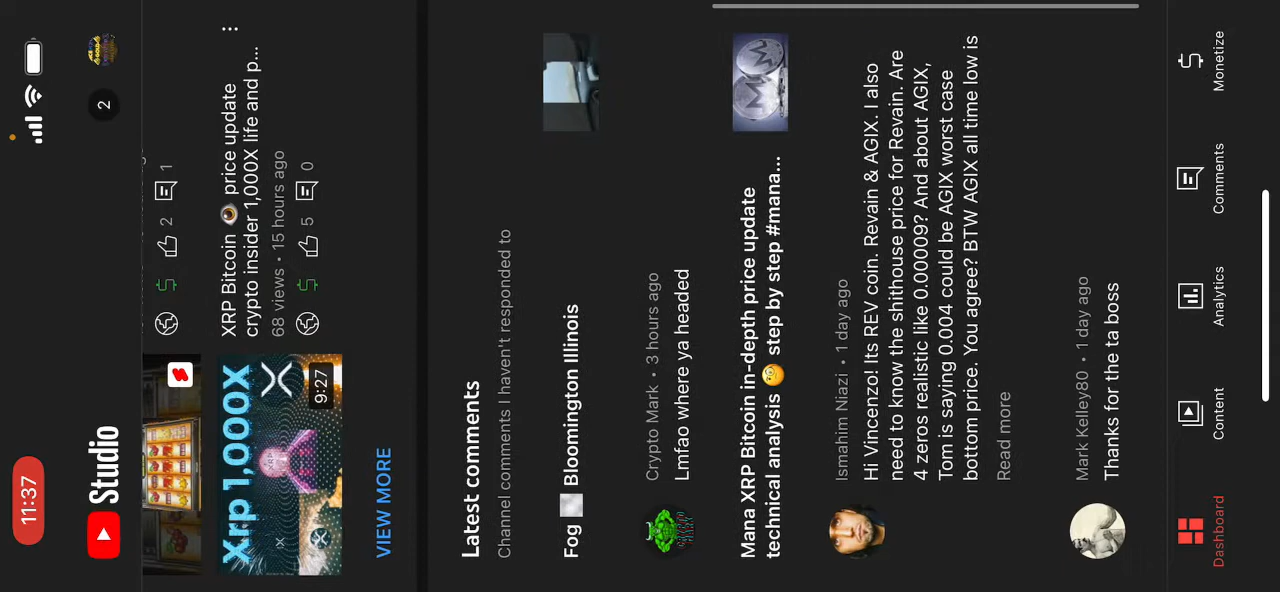 11:37
Studio
2
2
1
Xrp 1,000X
9:27
XRP Bitcoin 👁 price update
crypto insider 1,000X life and p...
68 views • 15 hours ago
5
0
VIEW MORE
Latest comments
Channel comments I haven't responded to
Fog 🌫 Bloomington Illinois
Crypto Mark • 3 hours ago
Lmfao where ya headed
Mana XRP Bitcoin in-depth price update
technical analysis 🧐 step by step #mana...
Ismahim Niazi • 1 day ago
Hi Vincenzo! Its REV coin. Revain & AGIX. I also
need to know the shithouse price for Revain. Are
4 zeros realistic like 0.00009? And about AGIX,
Tom is saying 0.004 could be AGIX worst case
bottom price. You agree? BTW AGIX all time low is
Read more
Mark Kelley80 • 1 day ago
Thanks for the ta boss
Dashboard
Content
Analytics
Comments
Monetize